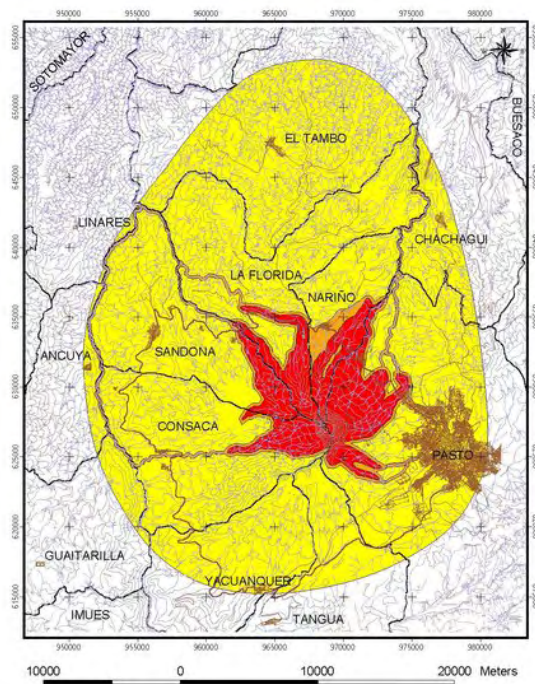 950000 955000 960000 965000 970000 975000 980000
655000
SOTOMAYOR
BUESACO
650000
EL TAMBO
645000
LINARES
CHACHAGUI
640000
LA FLORIDA
NARIÑO
635000
SANDONA
ANCUYA
630000
CONSACA
625000
PASTO
620000
GUAITARILLA
YACUANQUER
615000
IMUES
TANGUA
950000 955000 960000 965000 970000 975000 980000
10000 0 10000 20000 Meters